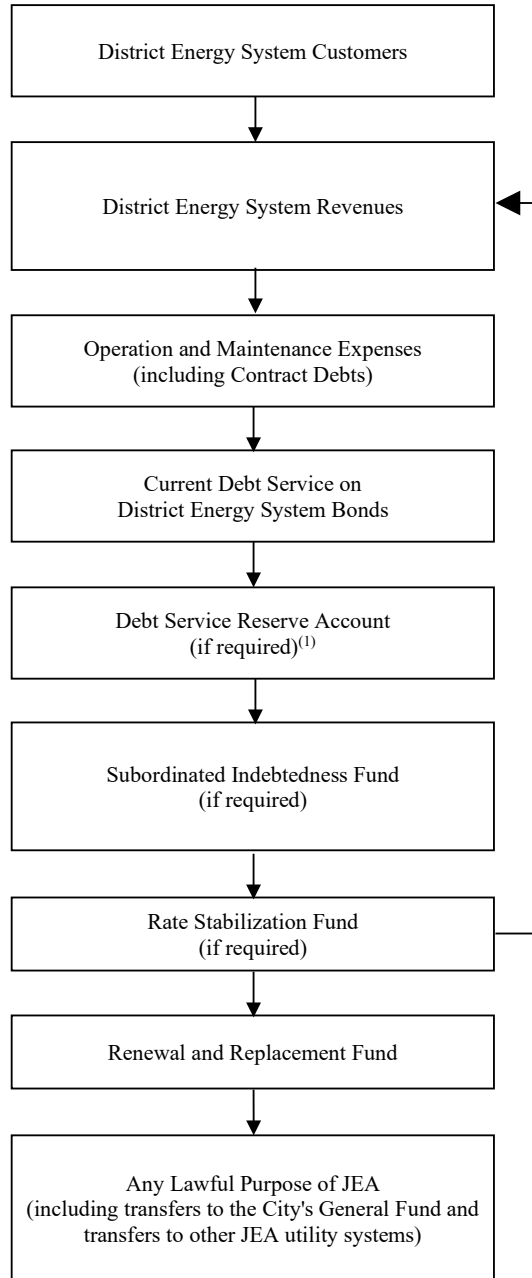 District Energy System Customers
District Energy System Revenues
Operation and Maintenance Expenses
(including Contract Debts)
Current Debt Service on
District Energy System Bonds
Debt Service Reserve Account
(if required)(1)
Subordinated Indebtedness Fund
(if required)
Rate Stabilization Fund
(if required)
Renewal and Replacement Fund
Any Lawful Purpose of JEA
(including transfers to the City's General Fund and
transfers to other JEA utility systems)